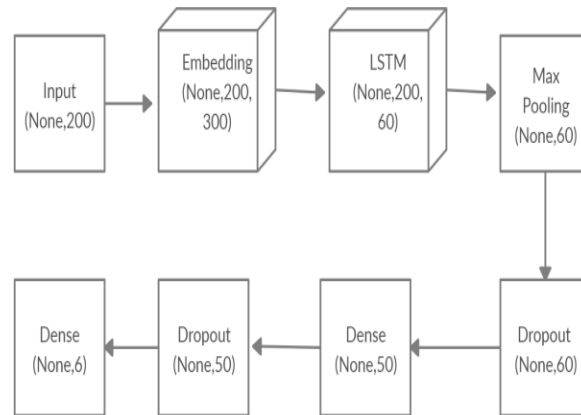 Input
(None,200)
Embedding
(None,200,
300)
LSTM
(None,200,
60)
Max
Pooling
(None,60)
Dense
(None,6)
Dropout
(None,50)
Dense
(None,50)
Dropout
(None,60)